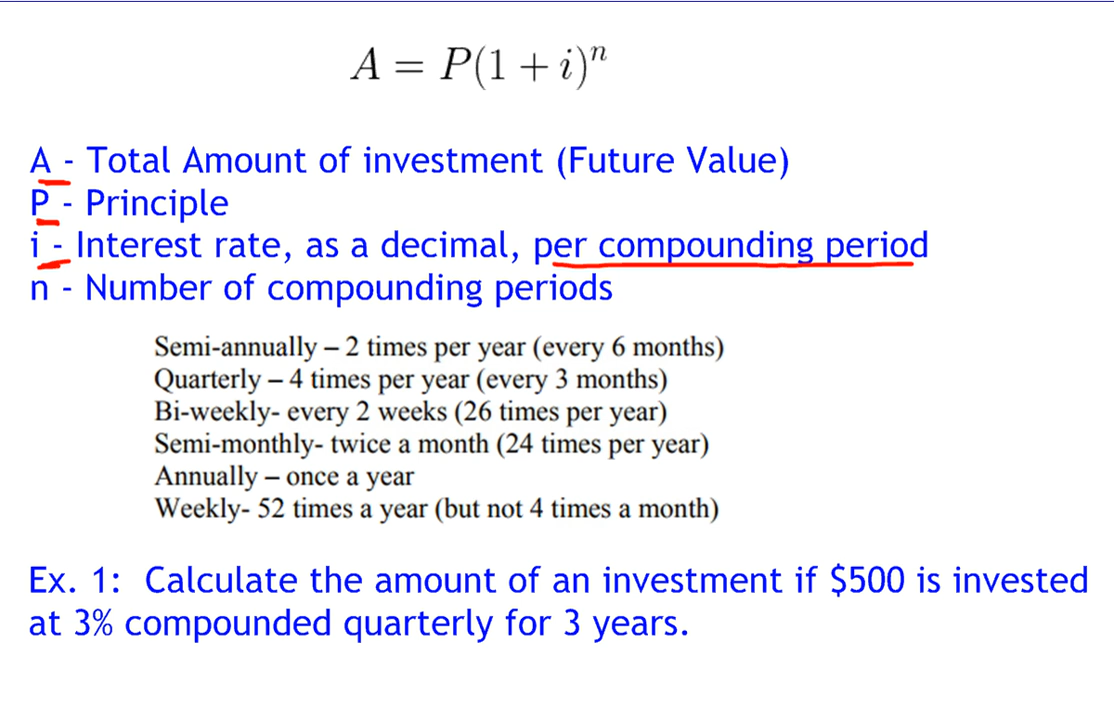 A = P(1 + i)ⁿ
A - Total Amount of investment (Future Value)
P - Principle
i - Interest rate, as a decimal, per compounding period
n - Number of compounding periods
Semi-annually – 2 times per year (every 6 months)
Quarterly – 4 times per year (every 3 months)
Bi-weekly- every 2 weeks (26 times per year)
Semi-monthly- twice a month (24 times per year)
Annually – once a year
Weekly- 52 times a year (but not 4 times a month)
Ex. 1:  Calculate the amount of an investment if $500 is invested
at 3% compounded quarterly for 3 years.